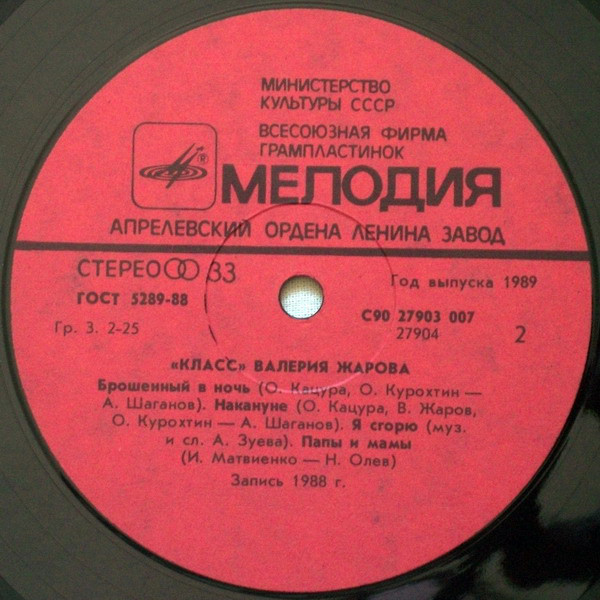 МИНИСТЕРСТВО
КУЛЬТУРЫ СССР
ВСЕСОЮЗНАЯ ФИРМА
ГРАМПЛАСТИНОК
®
МЕЛОДИЯ
АПРЕЛЕВСКИЙ ОРДЕНА ЛЕНИНА ЗАВОД
СТЕРЕО 33
Год выпуска 1989
ГОСТ 5289-88
С90 27903 007
Гр. 3. 2-25
27904
2
«КЛАСС» ВАЛЕРИЯ ЖАРОВА
Брошенный в ночь (О. Кацура, О. Курохтин —
А. Шаганов). Накануне (О. Кацура, В. Жаров,
О. Курохтин — А. Шаганов). Я сгорю (муз.
и сл. А. Зуева). Папы и мамы
(И. Матвиенко — Н. Олев)
Запись 1988 г.